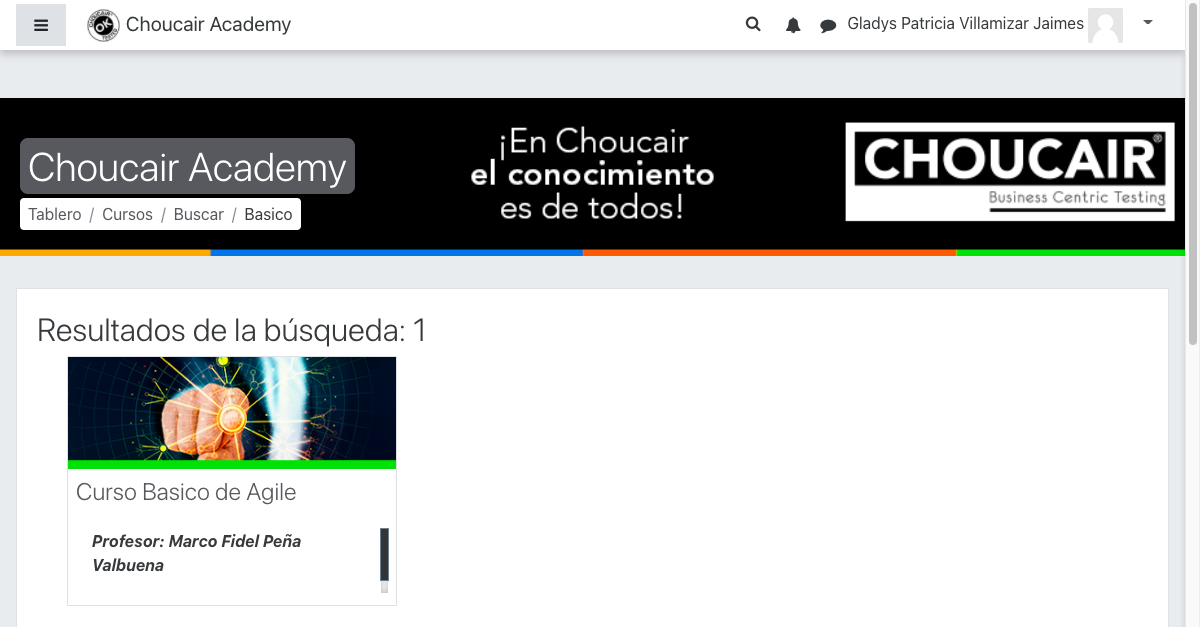 Choucair Academy
Gladys Patricia Villamizar Jaimes
¡En Choucair
el conocimiento
es de todos!
CHOUCAIR®
Business Centric Testing
Choucair Academy
Tablero / Cursos / Buscar / Basico
Resultados de la búsqueda: 1
Curso Basico de Agile
Profesor: Marco Fidel Peña
Valbuena